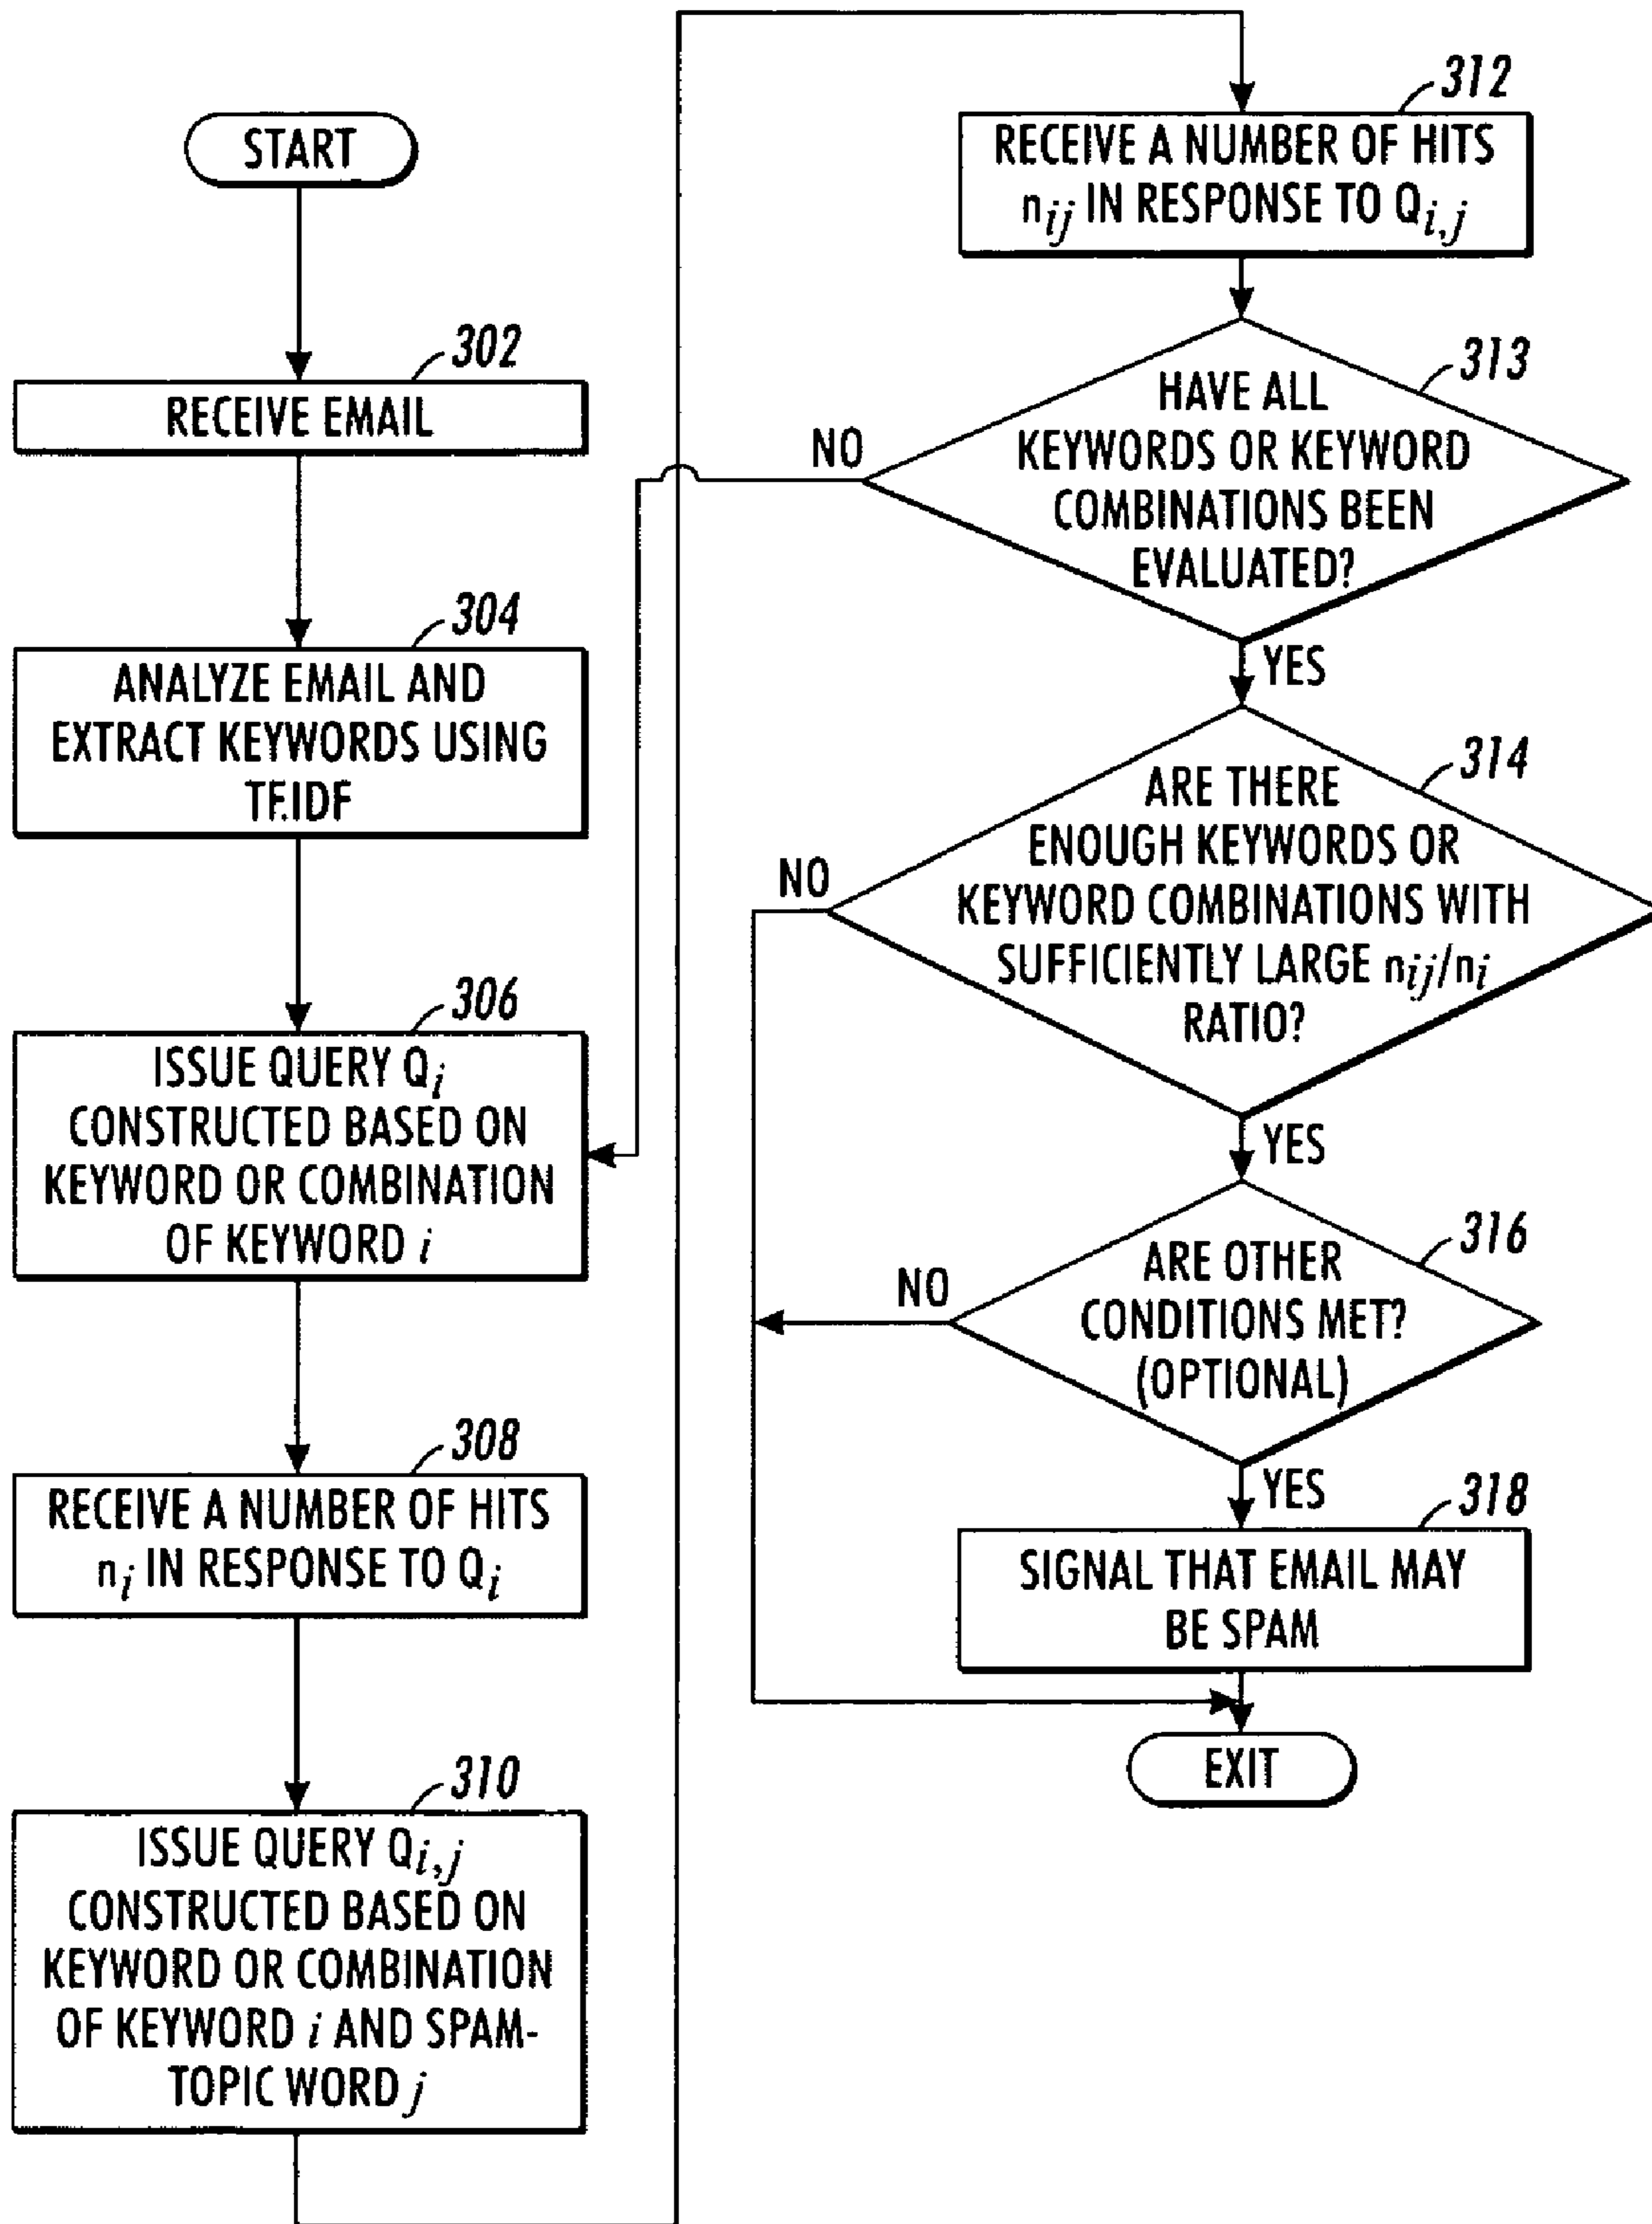 START
302
RECEIVE EMAIL
304
ANALYZE EMAIL AND
EXTRACT KEYWORDS USING
TF.IDF
306
ISSUE QUERY Qi
CONSTRUCTED BASED ON
KEYWORD OR COMBINATION
OF KEYWORD i
308
RECEIVE A NUMBER OF HITS
ni IN RESPONSE TO Qi
310
ISSUE QUERY Qi,j
CONSTRUCTED BASED ON
KEYWORD OR COMBINATION
OF KEYWORD i AND SPAM-
TOPIC WORD j
312
RECEIVE A NUMBER OF HITS
nij IN RESPONSE TO Qi,j
313
HAVE ALL
KEYWORDS OR KEYWORD
COMBINATIONS BEEN
EVALUATED?
NO
YES
314
ARE THERE
ENOUGH KEYWORDS OR
KEYWORD COMBINATIONS WITH
SUFFICIENTLY LARGE nij/ni
RATIO?
NO
YES
316
ARE OTHER
CONDITIONS MET?
(OPTIONAL)
NO
YES
318
SIGNAL THAT EMAIL MAY
BE SPAM
EXIT